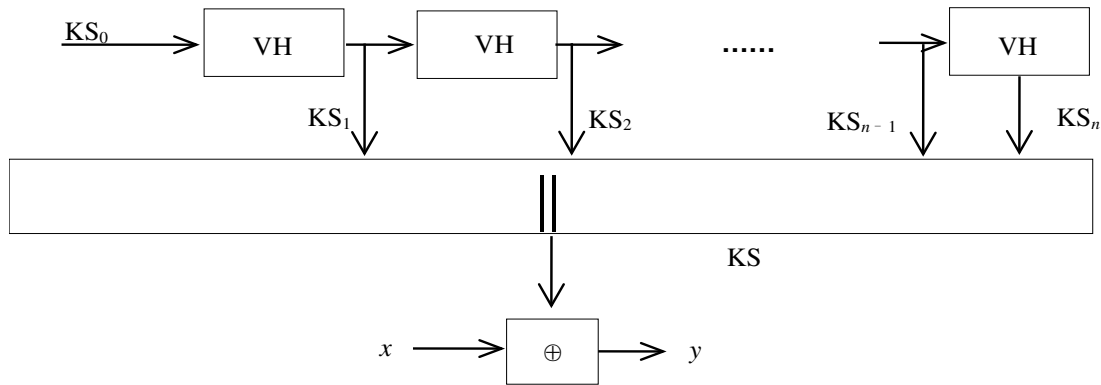 KS₀ VH VH ...... VH
KS₁ KS₂ KSₙ₋₁ KSₙ
||
KS
x ⊕ y